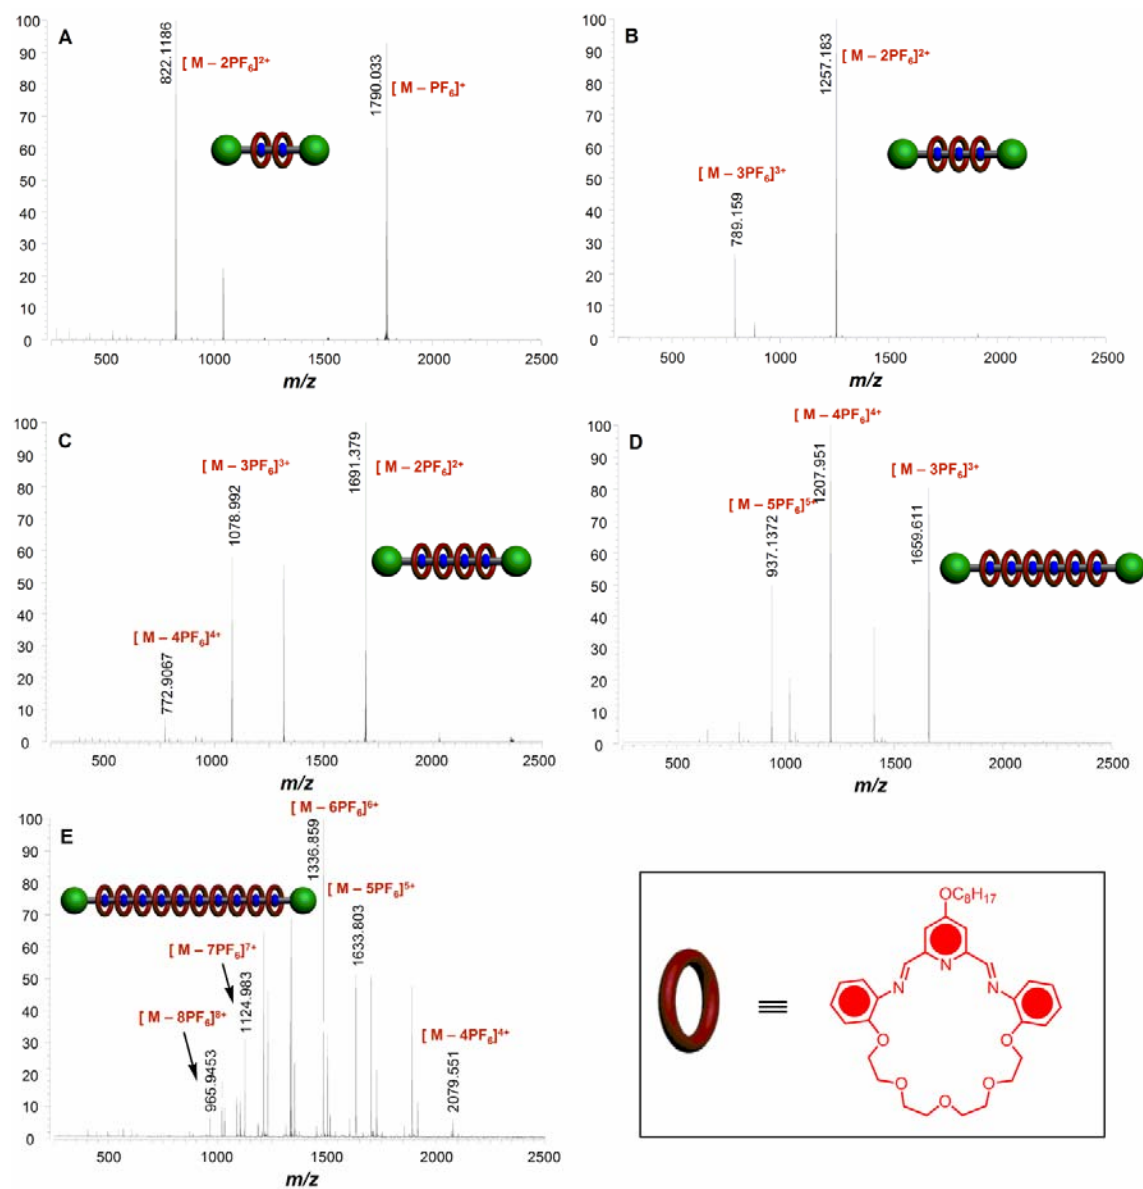 A
822.1186
[ M – 2PF6]2+
1790.033
[ M – PF6]+
100
90
80
70
60
50
40
30
20
10
0
500 1000 1500 2000 2500
m/z
B
1257.183
[ M – 2PF6]2+
[ M – 3PF6]3+
789.159
100
90
80
70
60
50
40
30
20
10
0
500 1000 1500 2000 2500
m/z
C
[ M – 3PF6]3+
1078.992
1691.379
[ M – 2PF6]2+
[ M – 4PF6]4+
772.9067
100
90
80
70
60
50
40
30
20
10
0
500 1000 1500 2000 2500
m/z
D
[ M – 4PF6]4+
1207.951
[ M – 3PF6]3+
1659.611
[ M – 5PF6]5+
937.1372
100
90
80
70
60
50
40
30
20
10
0
500 1000 1500 2000 2500
m/z
E
[ M – 6PF6]6+
1336.859
[ M – 5PF6]5+
1633.803
[ M – 7PF6]7+
1124.983
[ M – 8PF6]8+
965.9453
[ M – 4PF6]4+
2079.551
100
90
80
70
60
50
40
30
20
10
0
500 1000 1500 2000 2500
m/z
OC8H17
N
N N
O O
O O
O